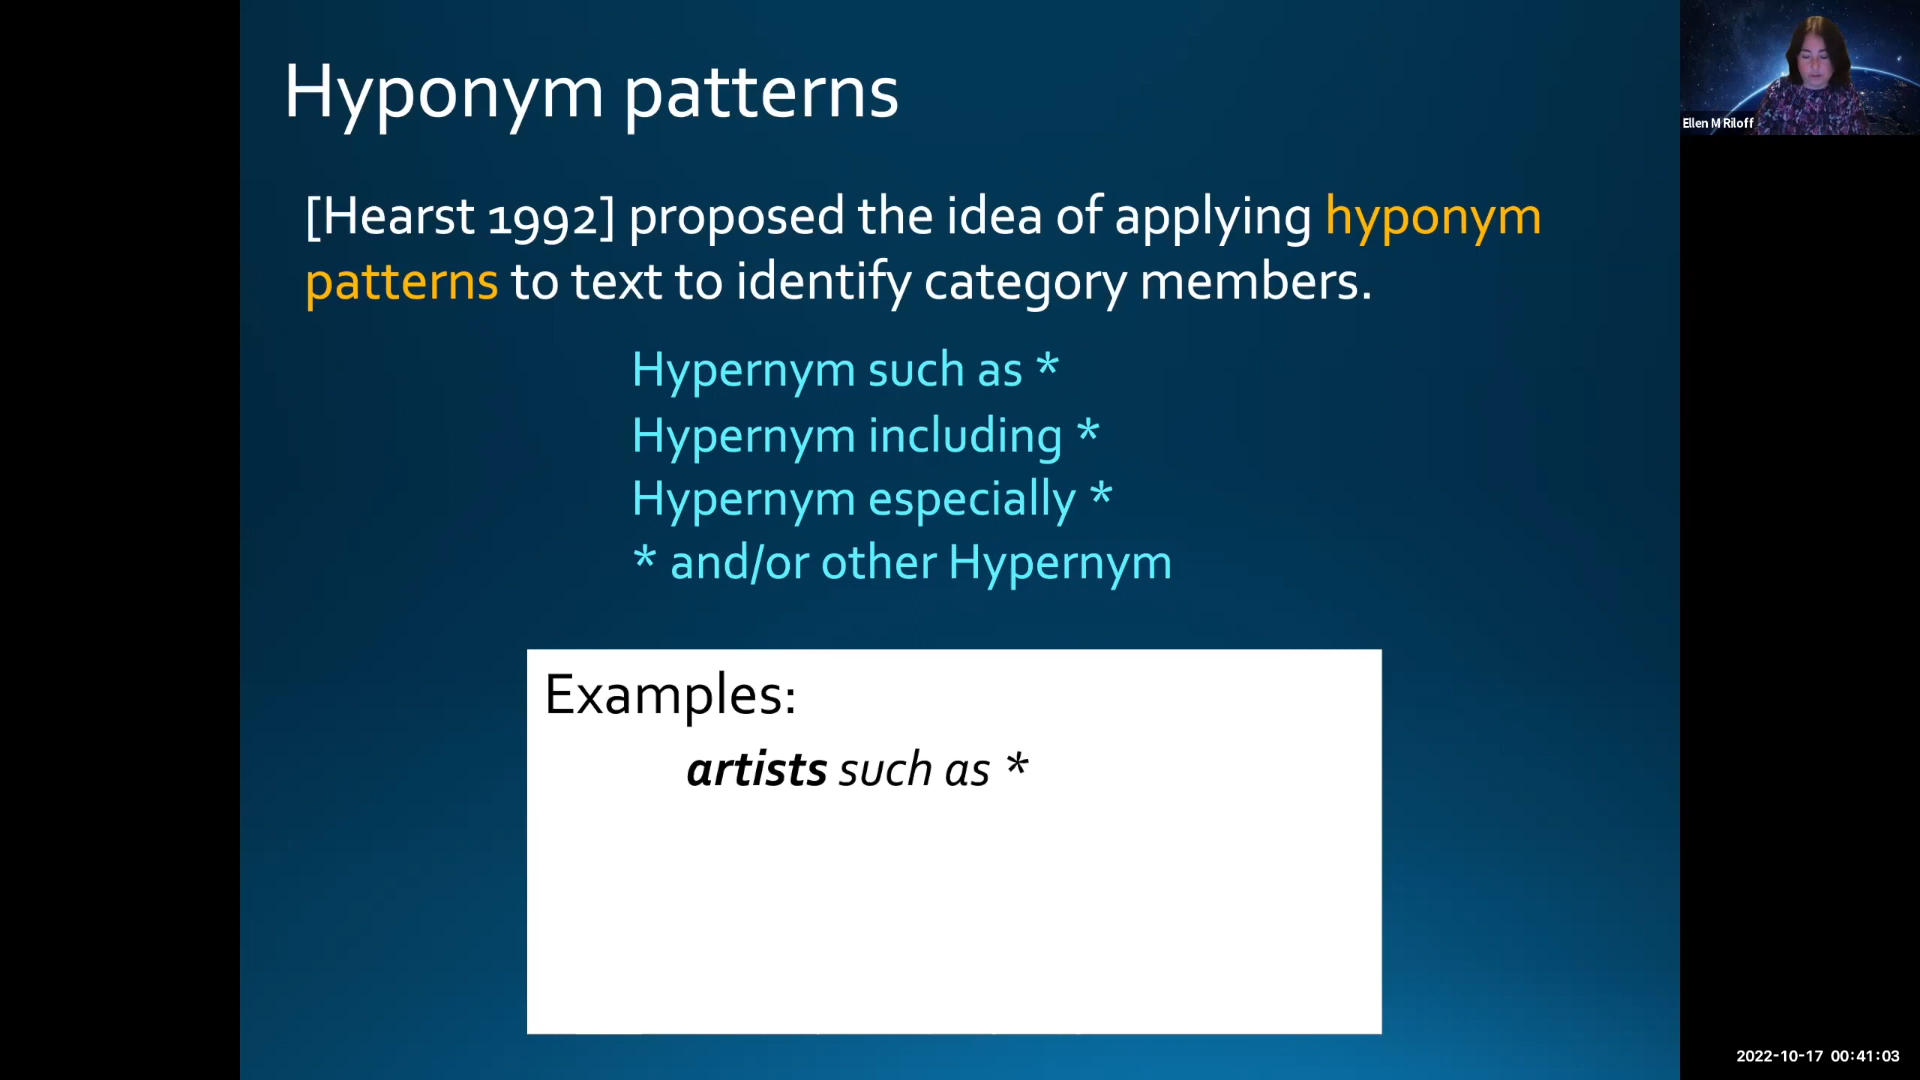 Hyponym patterns
[Hearst 1992] proposed the idea of applying hyponym
patterns to text to identify category members.
Hypernym such as *
Hypernym including *
Hypernym especially *
* and/or other Hypernym
Examples:
artists such as *
Ellen M Riloff
2022-10-17 00:41:03